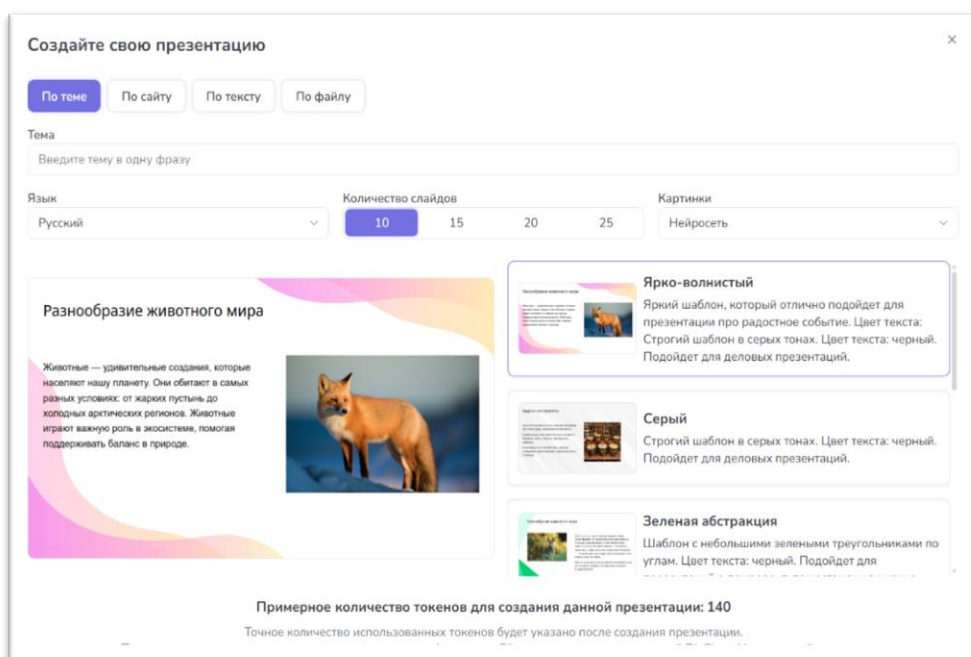 Создайте свою презентацию
По теме
По сайту
По тексту
По файлу
Тема
Введите тему в одну фразу
Язык
Количество слайдов
Картинки
Русский
10
15
20
25
Нейросеть
Разнообразие животного мира
Животные — удивительные создания, которые
населяют нашу планету. Они обитают в самых
разных условиях: от жарких пустынь до
холодных арктических регионов. Животные
играют важную роль в экосистеме, помогая
поддерживать баланс в природе.
Ярко-волнистый
Яркий шаблон, который отлично подойдет для
презентации про радостное событие. Цвет текста:
Строгий шаблон в серых тонах. Цвет текста: черный.
Подойдет для деловых презентаций.
Серый
Строгий шаблон в серых тонах. Цвет текста: черный.
Подойдет для деловых презентаций.
Зеленая абстракция
Шаблон с небольшими зелеными треугольниками по
углам. Цвет текста: черный. Подойдет для
Примерное количество токенов для создания данной презентации: 140
Точное количество использованных токенов будет указано после создания презентации.